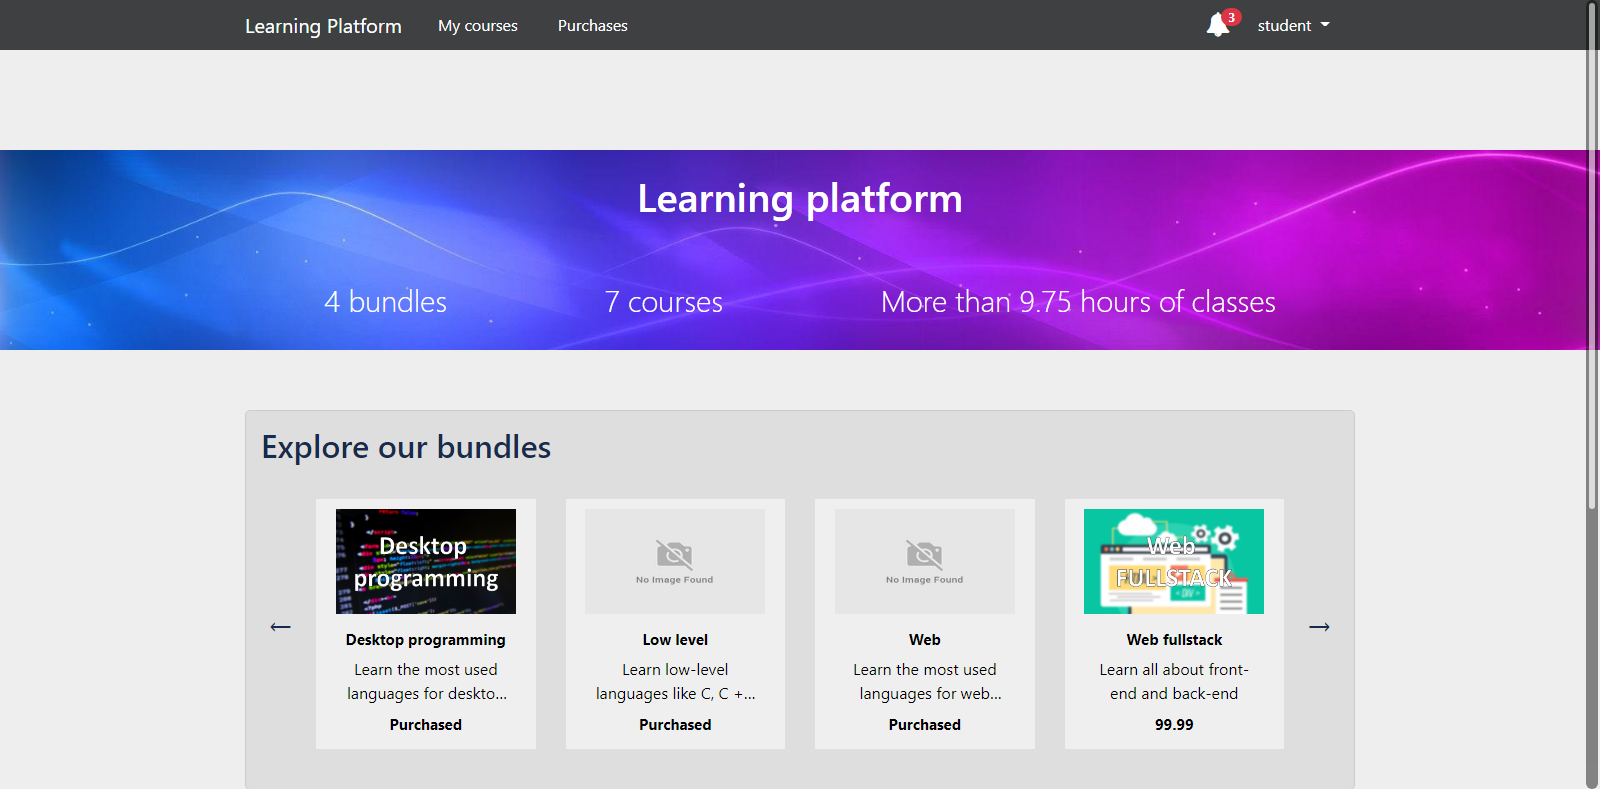 Learning Platform My courses Purchases 3 student
Learning platform
4 bundles 7 courses More than 9.75 hours of classes
Explore our bundles
Desktop
programming
Desktop programming
Learn the most used
languages for deskto...
Purchased
No Image Found
Low level
Learn low-level
languages like C, C +...
Purchased
No Image Found
Web
Learn the most used
languages for web...
Purchased
Web
FULLSTACK
< DIV >
Web fullstack
Learn all about front-
end and back-end
99.99